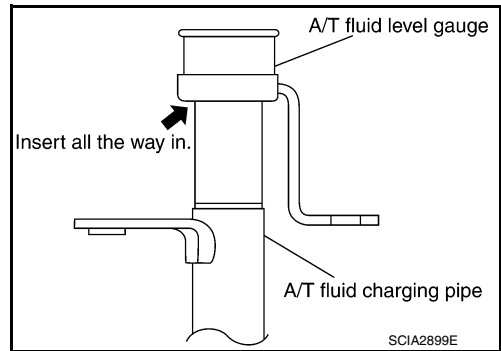 A/T fluid level gauge
Insert all the way in.
A/T fluid charging pipe
SCIA2899E